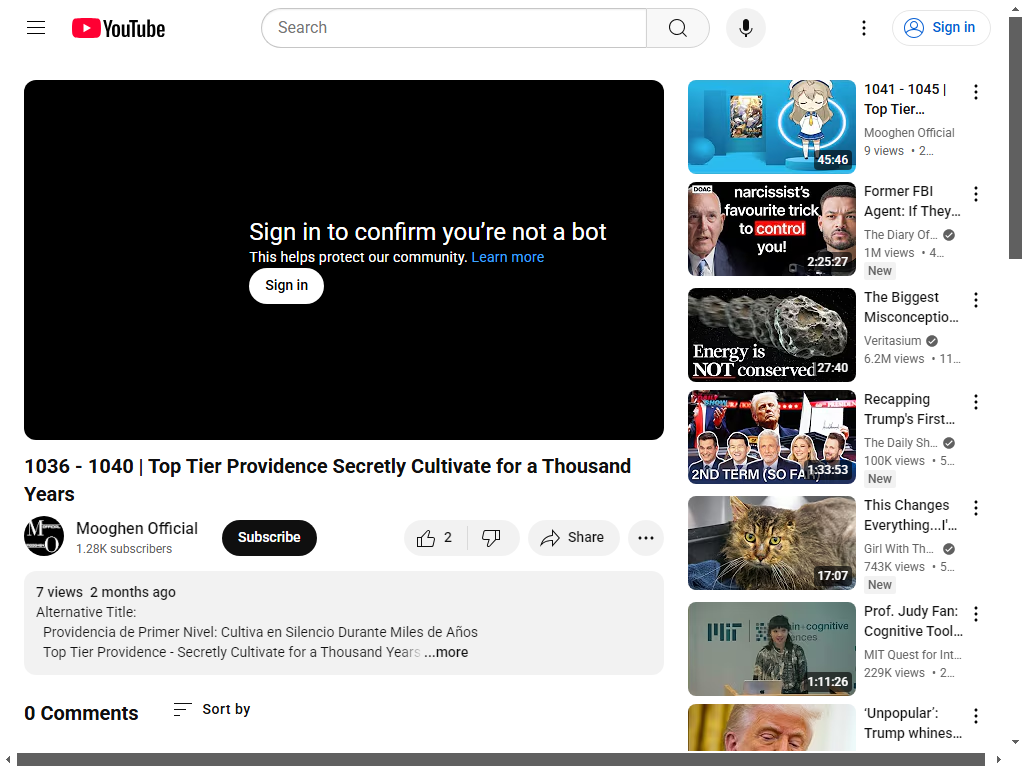 YouTube
Search
Sign in
Sign in to confirm you’re not a bot
This helps protect our community. Learn more
Sign in
1036 - 1040 | Top Tier Providence Secretly Cultivate for a Thousand
Years
Mooghen Official
1.28K subscribers
Subscribe
2
Share
7 views 2 months ago
Alternative Title:
Providencia de Primer Nivel: Cultiva en Silencio Durante Miles de Años
Top Tier Providence - Secretly Cultivate for a Thousand Years ...more
0 Comments
Sort by
45:46
1041 - 1045 |
Top Tier…
Mooghen Official
9 views • 2…
DOAC
narcissist's
favourite trick
to control
you!
2:25:27
Former FBI
Agent: If They…
The Diary Of…
1M views • 4…
New
Energy is
NOT conserved
27:40
The Biggest
Misconceptio…
Veritasium
6.2M views • 11…
2ND TERM (SO FA
1:33:53
Recapping
Trump's First…
The Daily Sh…
100K views • 5…
New
17:07
This Changes
Everything...I'…
Girl With Th…
743K views • 5…
New
MIT
1:11:26
Prof. Judy Fan:
Cognitive Tool…
MIT Quest for Int…
229K views • 2…
‘Unpopular’:
Trump whines…